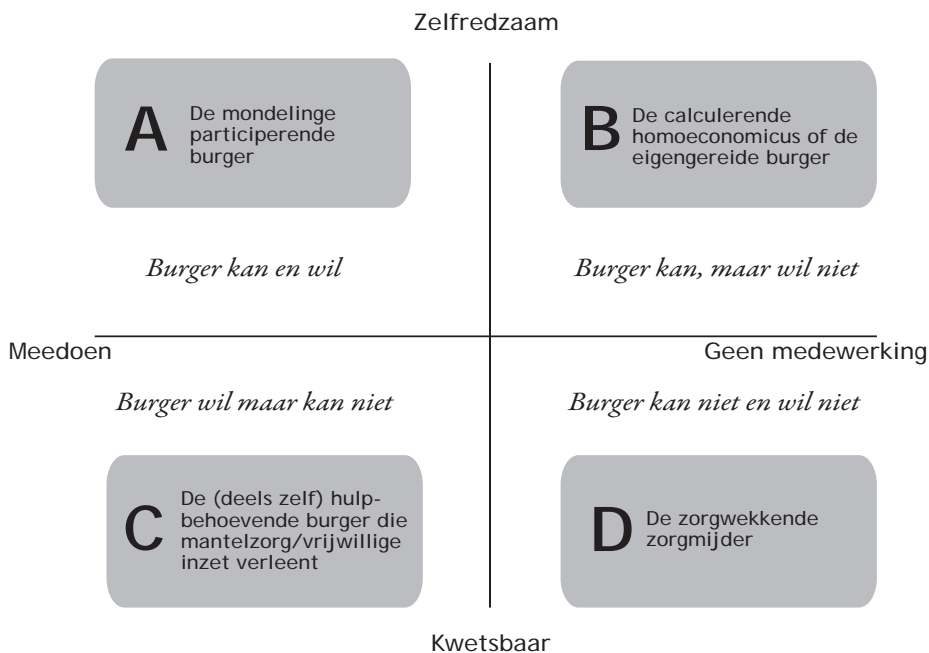 Zelfredzaam
A
De mondelinge
participerende
burger
B
De calculerende
homoeconomicus of de
eigengereide burger
Burger kan en wil
Burger kan, maar wil niet
Meedoen
Geen medewerking
Burger wil maar kan niet
Burger kan niet en wil niet
C
De (deels zelf) hulp-
behoevende burger die
mantelzorg/vrijwillige
inzet verleent
D
De zorgwekkende
zorgmijder
Kwetsbaar